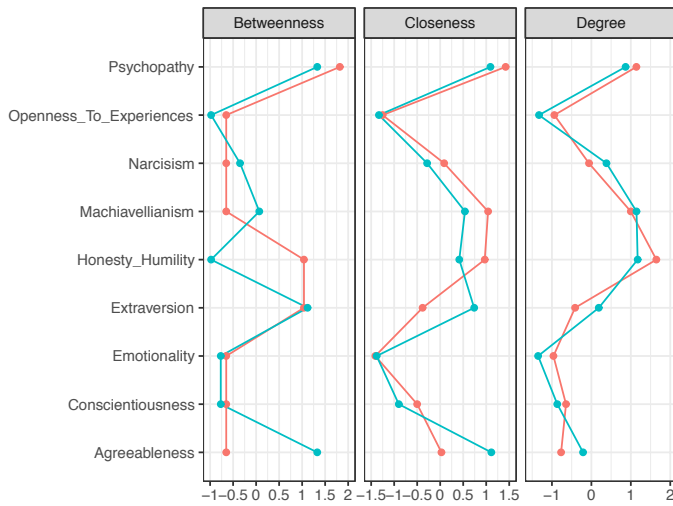 Betweenness Closeness Degree
Psychopathy
Openness_To_Experiences
Narcisism
Machiavellianism
Honesty_Humility
Extraversion
Emotionality
Conscientiousness
Agreeableness
−1 −0.5 0 0.5 1 1.5 2 −1.5 −1 −0.5 0 0.5 1 1.5 −1 0 1 2